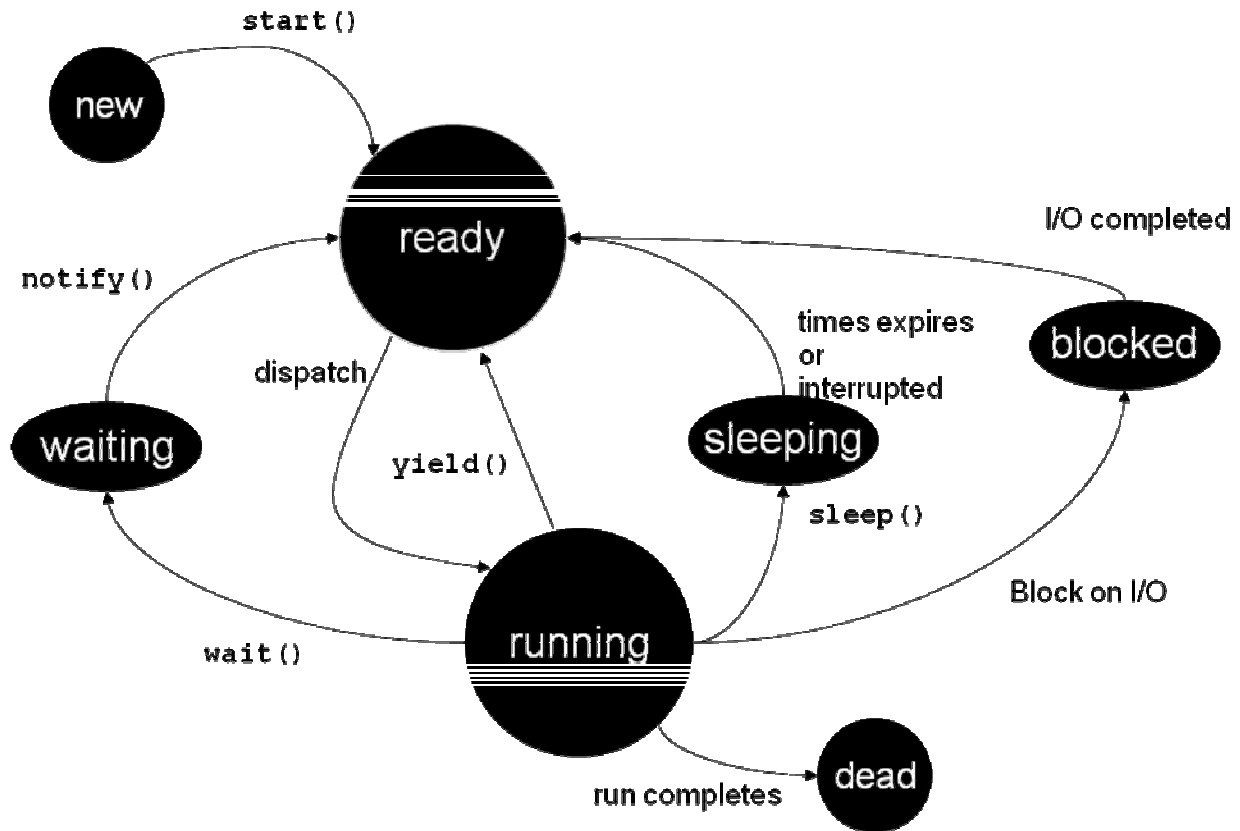 start()
new
ready
I/O completed
notify()
times expires
or
interrupted
blocked
dispatch
waiting
sleeping
yield()
sleep()
Block on I/O
running
wait()
dead
run completes